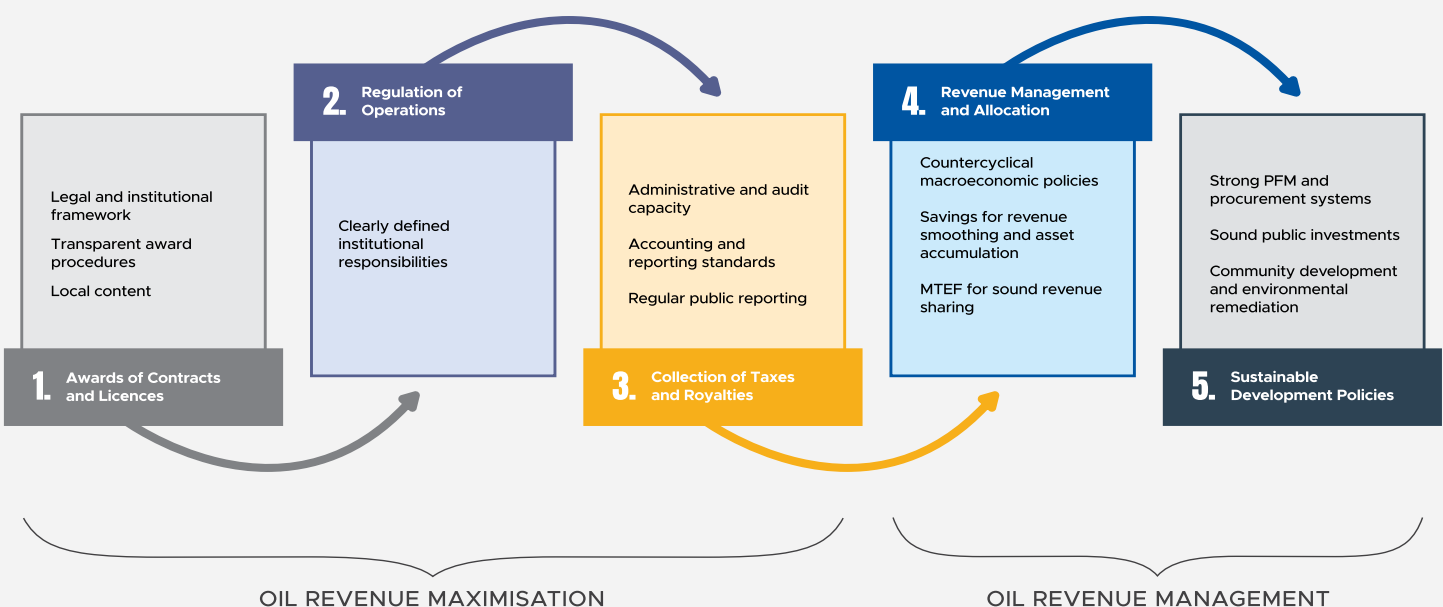 Legal and institutional
framework
Transparent award
procedures
Local content
1.
Awards of Contracts
and Licences
2.
Regulation of
Operations
Clearly defined
institutional
responsibilities
Administrative and audit
capacity
Accounting and
reporting standards
Regular public reporting
3.
Collection of Taxes
and Royalties
4.
Revenue Management
and Allocation
Countercyclical
macroeconomic policies
Savings for revenue
smoothing and asset
accumulation
MTEF for sound revenue
sharing
Strong PFM and
procurement systems
Sound public investments
Community development
and environmental
remediation
5.
Sustainable
Development Policies
OIL REVENUE MAXIMISATION
OIL REVENUE MANAGEMENT